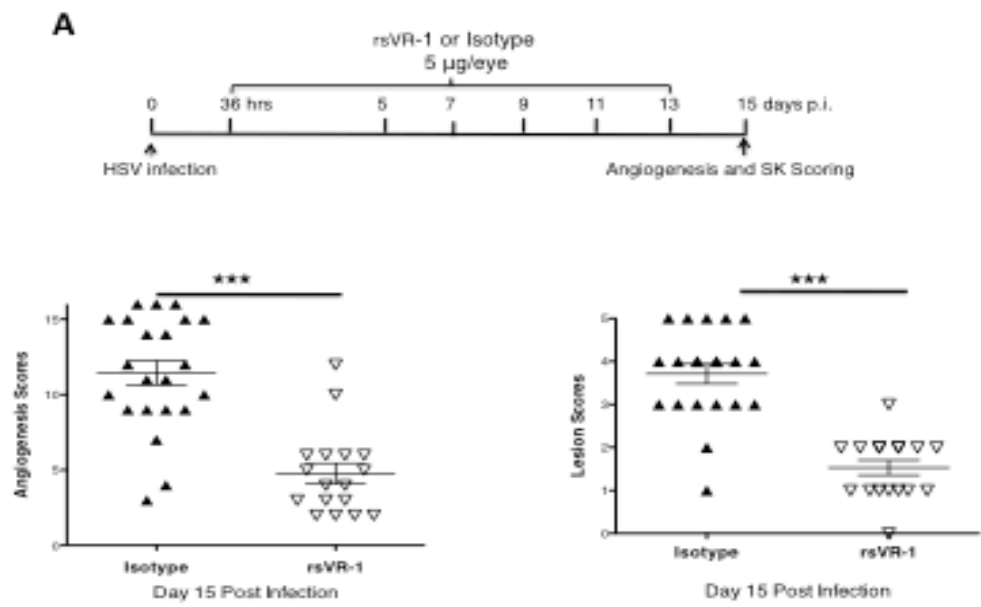 A
rsVR-1 or Isotype
5 µg/eye
0 36 hrs 5 7 9 11 13 15 days p.i.
HSV infection
Angiogenesis and SK Scoring
***
15
10
5
0
Angiogenesis Scores
Isotype rsVR-1
Day 15 Post Infection
***
5
4
3
2
1
0
Lesion Scores
Isotype rsVR-1
Day 15 Post Infection